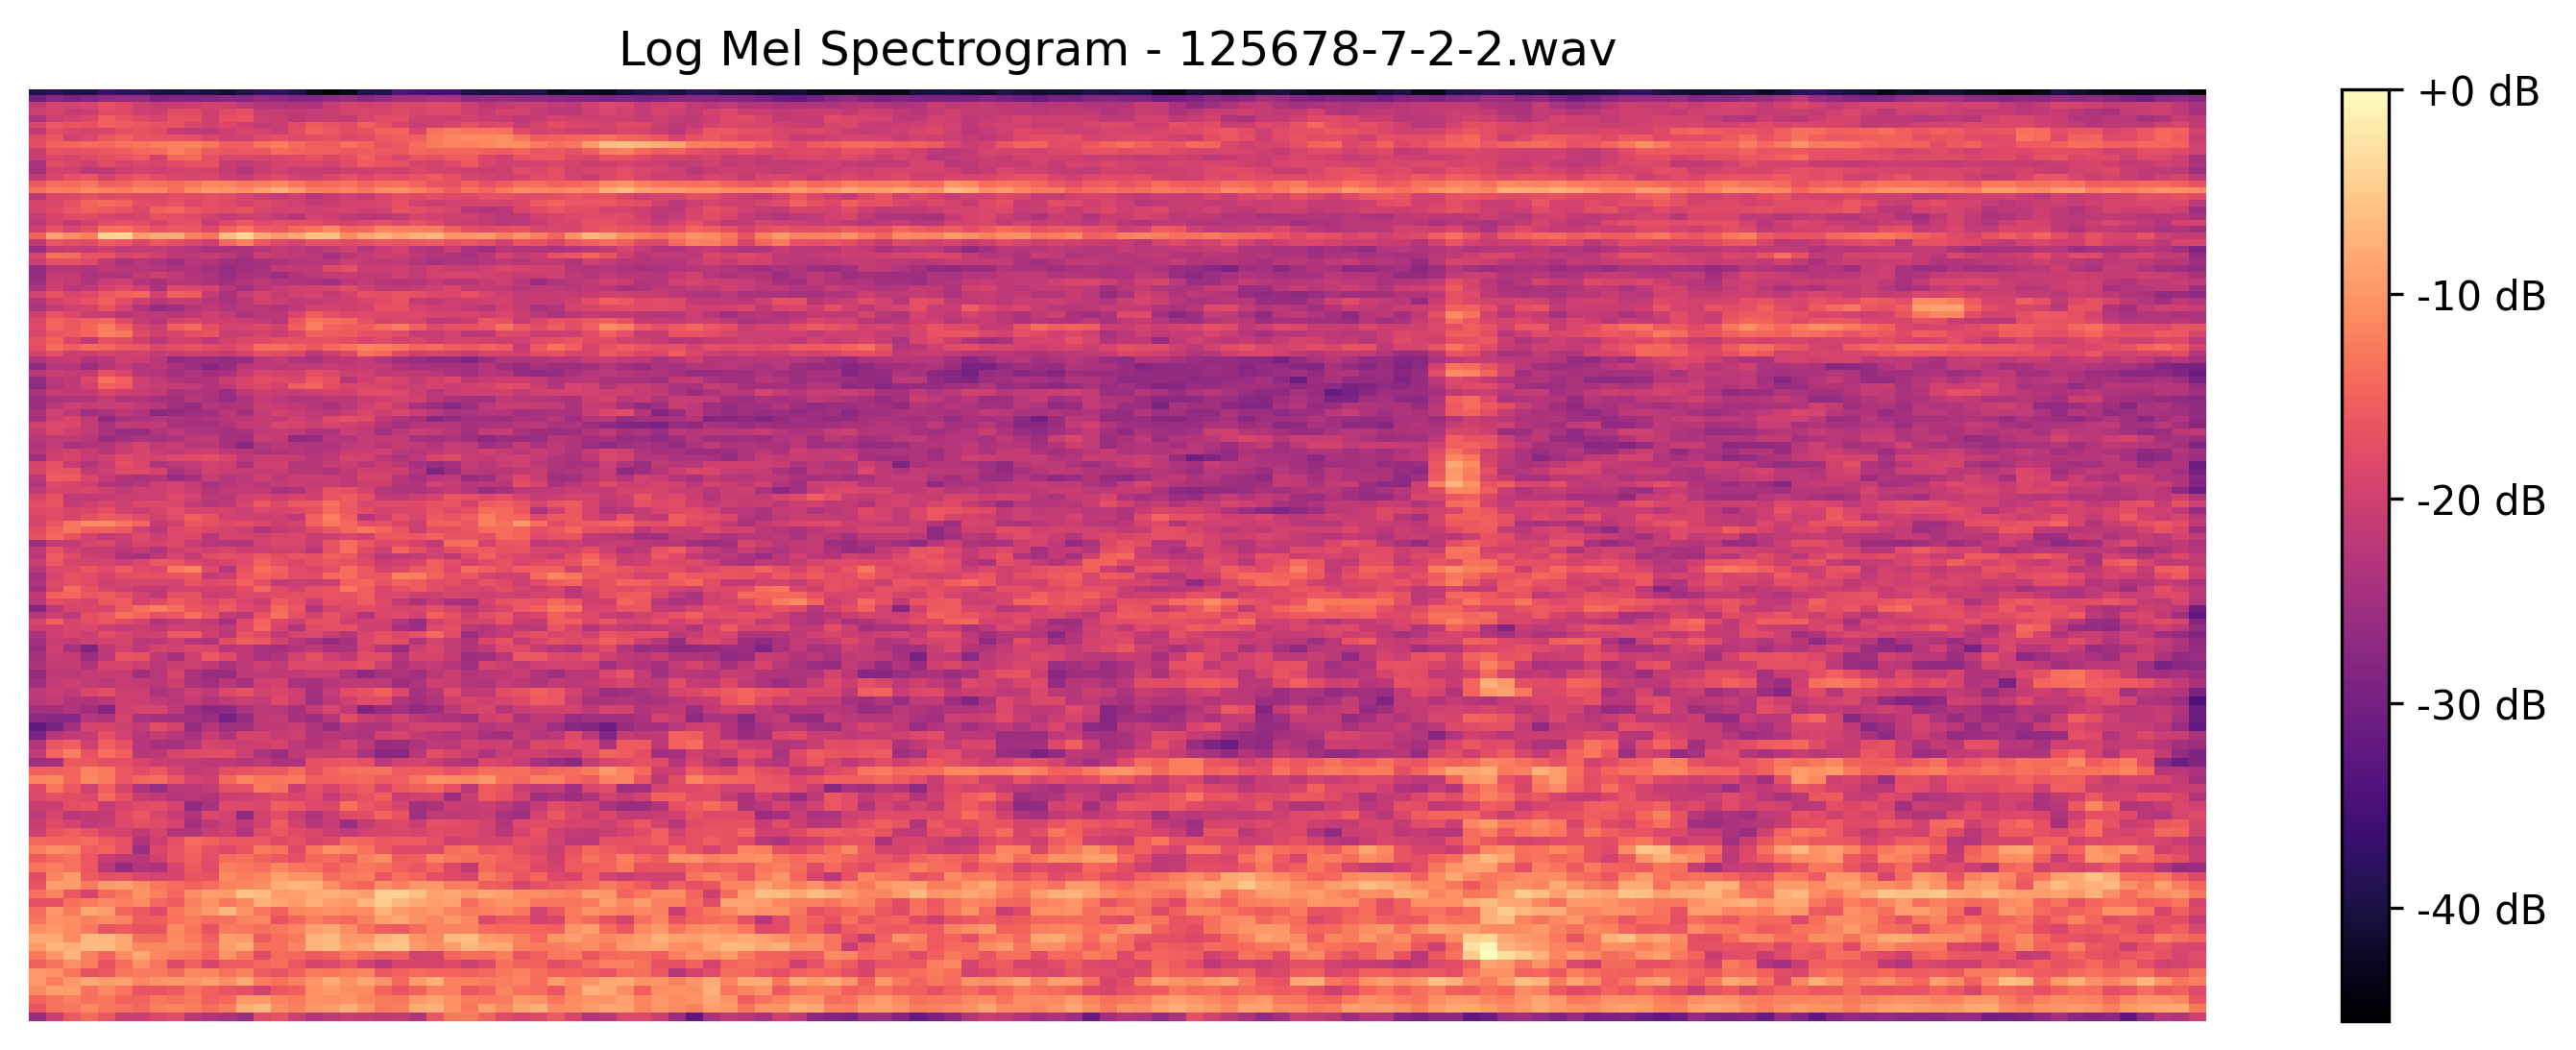 Log Mel Spectrogram - 125678-7-2-2.wav
+0 dB
-10 dB
-20 dB
-30 dB
-40 dB